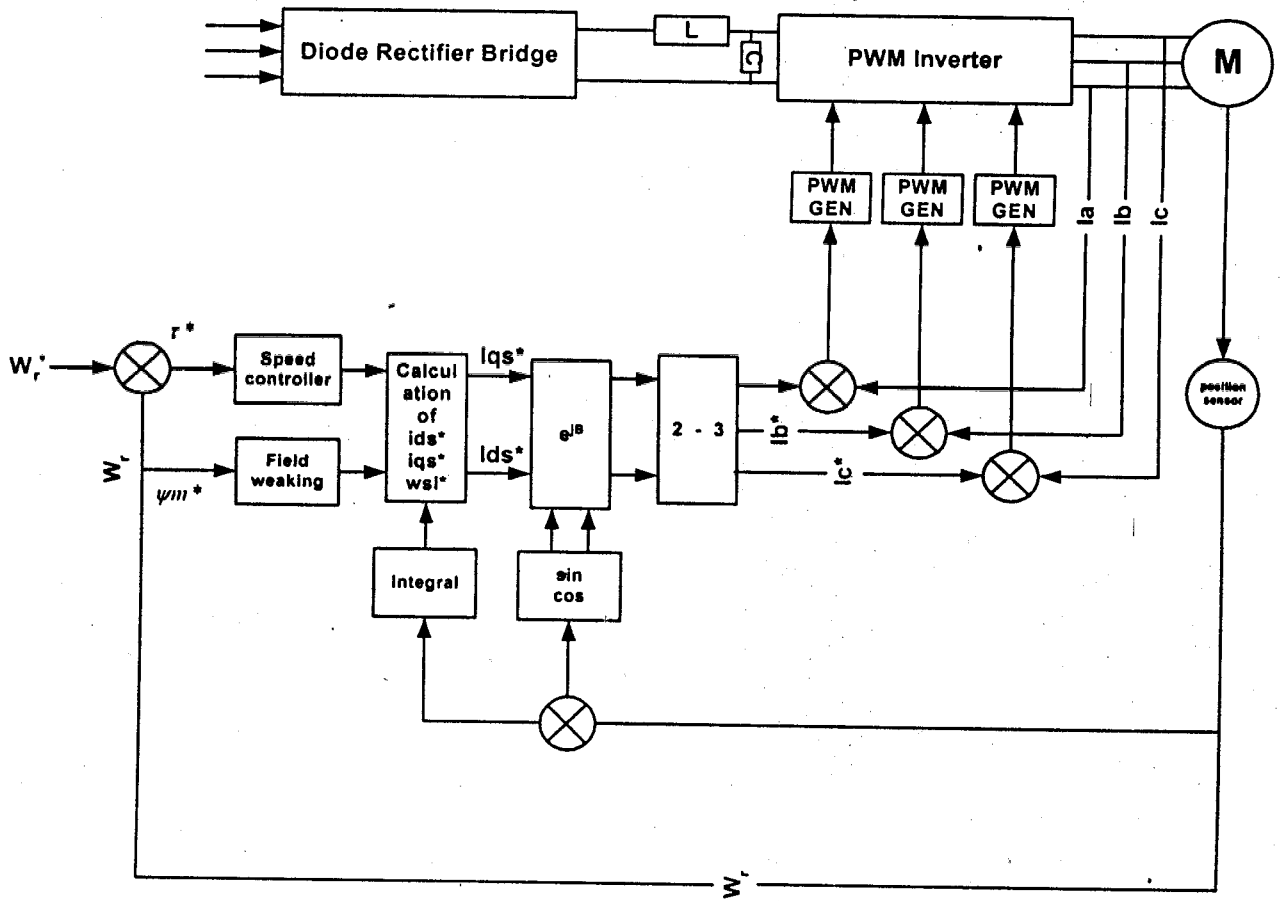 Diode Rectifier Bridge
L
C
PWM Inverter
M
PWM
GEN
PWM
GEN
PWM
GEN
Ia
Ib
Ic
Wr*
τ*
Speed
controller
Iqs*
Calcul
ation
of
ids*
iqs*
wsl*
e^jθ
2 - 3
Ib*
Ic*
position
sensor
Wr
ψm*
Field
weaking
Ids*
Integral
sin
cos
Wr